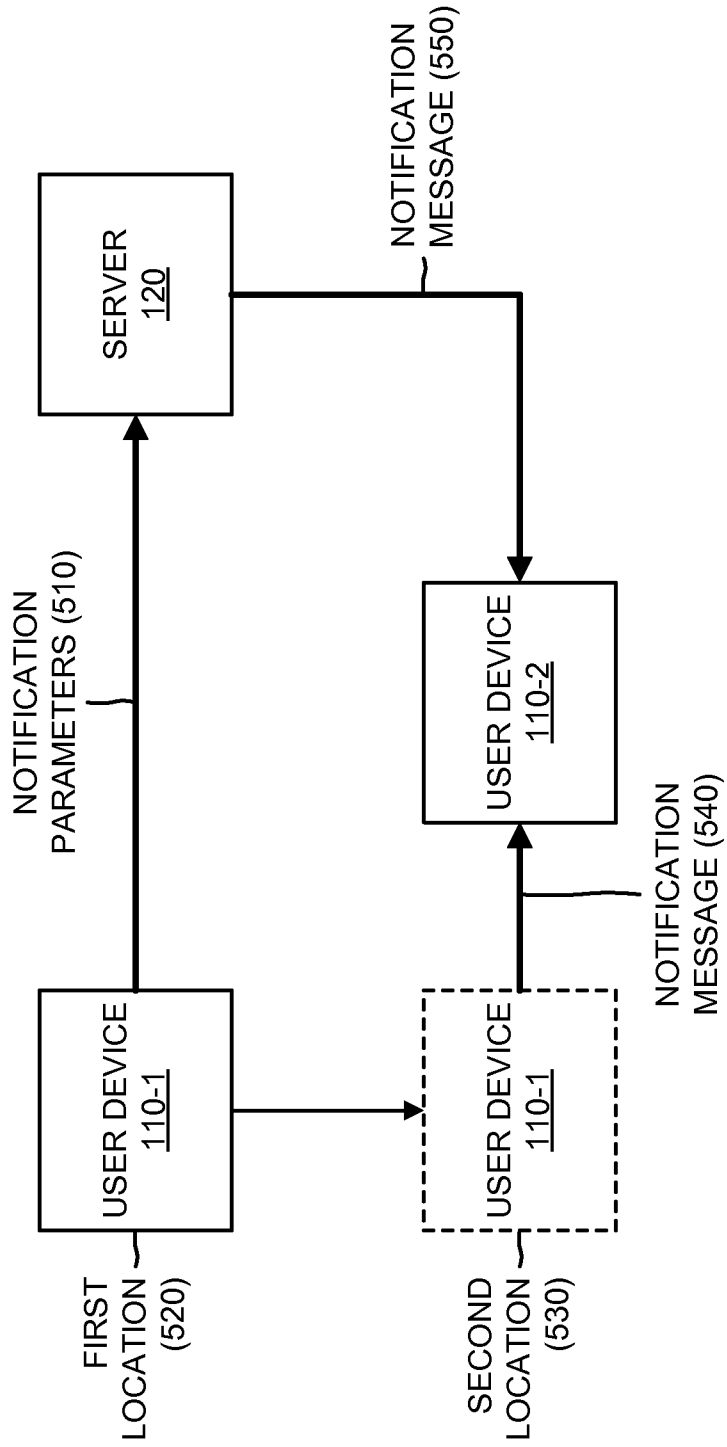 FIRST
LOCATION
(520)
USER DEVICE
110-1
NOTIFICATION
PARAMETERS (510)
SERVER
120
SECOND
LOCATION
(530)
USER DEVICE
110-1
NOTIFICATION
MESSAGE (540)
USER DEVICE
110-2
NOTIFICATION
MESSAGE (550)